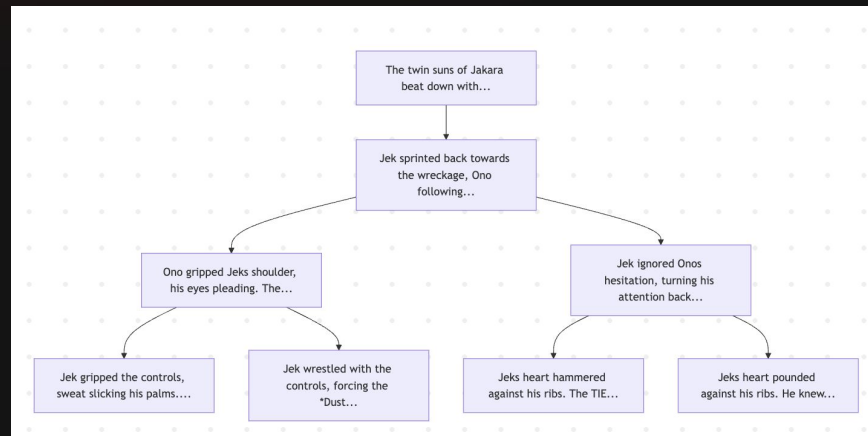 The twin suns of Jakara
beat down with...
Jek sprinted back towards
the wreckage, Ono
following...
Ono gripped Jeks shoulder,
his eyes pleading. The...
Jek ignored Onos
hesitation, turning his
attention back...
Jek gripped the controls,
sweat slicking his palms....
Jek wrestled with the
controls, forcing the
*Dust...
Jeks heart hammered
against his ribs. The TIE...
Jeks heart pounded
against his ribs. He knew...